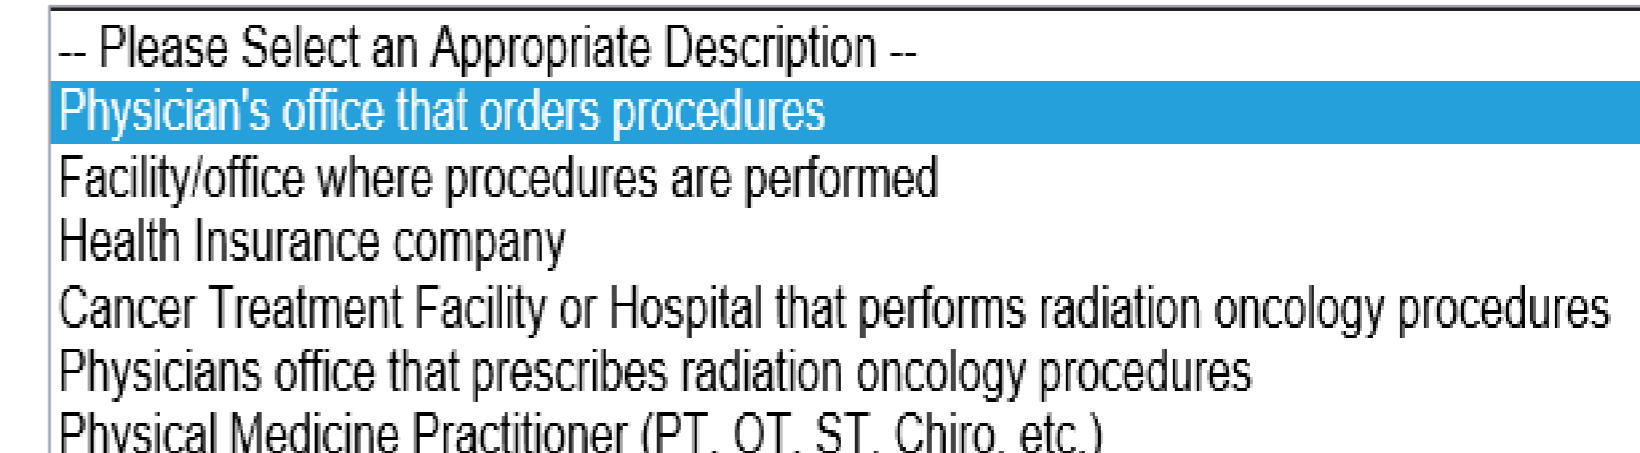 -- Please Select an Appropriate Description --
Physician's office that orders procedures
Facility/office where procedures are performed
Health Insurance company
Cancer Treatment Facility or Hospital that performs radiation oncology procedures
Physicians office that prescribes radiation oncology procedures
Physical Medicine Practitioner (PT, OT, ST, Chiro, etc.)